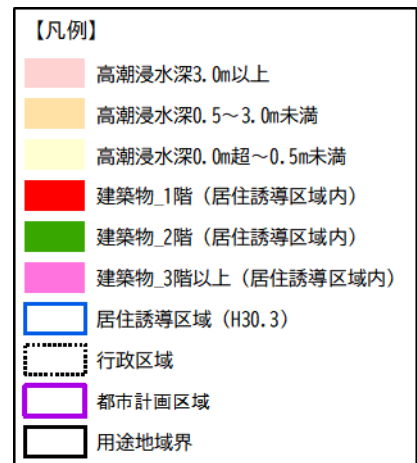 【凡例】
高潮浸水深3.0m以上
高潮浸水深0.5～3.0m未満
高潮浸水深0.0m超～0.5m未満
建築物_1階（居住誘導区域内）
建築物_2階（居住誘導区域内）
建築物_3階以上（居住誘導区域内）
居住誘導区域（H30.3）
行政区域
都市計画区域
用途地域界